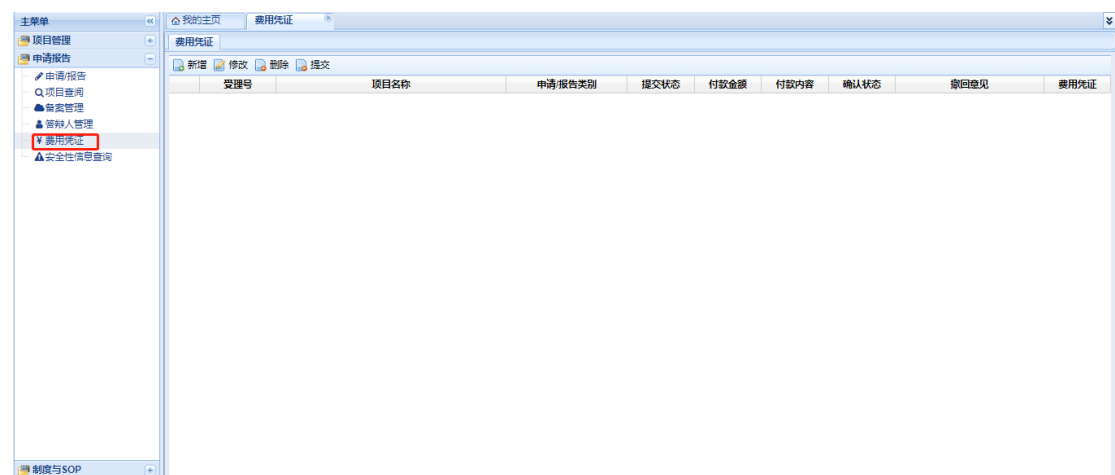 主菜单
我的主页 费用凭证
项目管理
费用凭证
申请报告
新增 修改 删除 提交
申请/报告
受理号 项目名称 申请/报告类别 提交状态 付款金额 付款内容 确认状态 撤回意见 费用凭证
项目查阅
备案管理
答辩人管理
¥ 费用凭证
安全性信息查询
制度与SOP